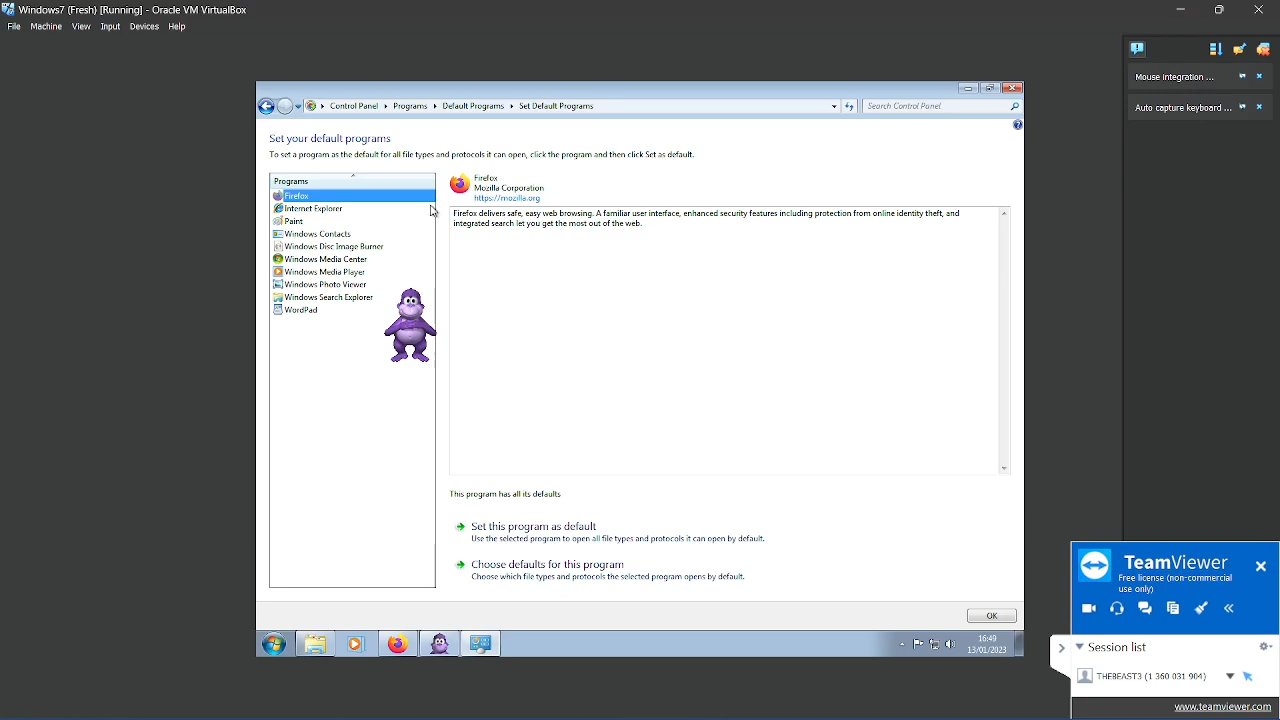 Windows7 (Fresh) [Running] - Oracle VM VirtualBox
File Machine View Input Devices Help
Mouse integration ...
Auto capture keyboard ...
Control Panel Programs Default Programs Set Default Programs
Search Control Panel
Set your default programs
To set a program as the default for all file types and protocols it can open, click the program and then click Set as default.
Programs
Firefox
Internet Explorer
Paint
Windows Contacts
Windows Disc Image Burner
Windows Media Center
Windows Media Player
Windows Photo Viewer
Windows Search Explorer
WordPad
Firefox
Mozilla Corporation
https://mozilla.org
Firefox delivers safe, easy web browsing. A familiar user interface, enhanced security features including protection from online identity theft, and
integrated search let you get the most out of the web.
This program has all its defaults
Set this program as default
Use the selected program to open all file types and protocols it can open by default.
Choose defaults for this program
Choose which file types and protocols the selected program opens by default.
OK
16:49
13/01/2023
TeamViewer
Free license (non-commercial
use only)
Session list
THEBEAST3 (1 360 031 904)
www.teamviewer.com